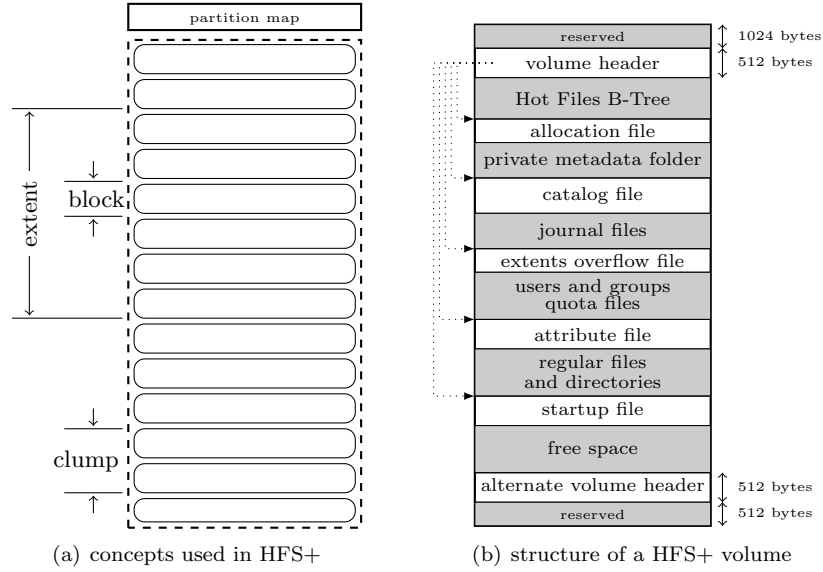 partition map
extent
block
clump
(a) concepts used in HFS+
reserved
1024 bytes
volume header
512 bytes
Hot Files B-Tree
allocation file
private metadata folder
catalog file
journal files
extents overflow file
users and groups
quota files
attribute file
regular files
and directories
startup file
free space
alternate volume header
512 bytes
reserved
512 bytes
(b) structure of a HFS+ volume